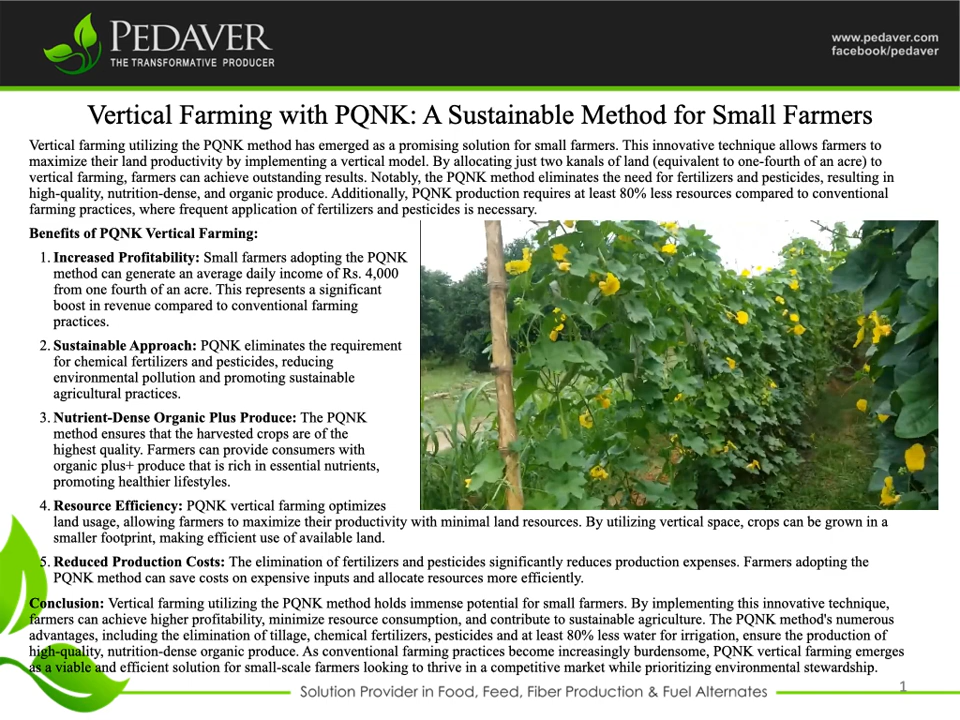 PEDAVER
THE TRANSFORMATIVE PRODUCER
www.pedaver.com
facebook/pedaver
Vertical Farming with PQNK: A Sustainable Method for Small Farmers
Vertical farming utilizing the PQNK method has emerged as a promising solution for small farmers. This innovative technique allows farmers to
maximize their land productivity by implementing a vertical model. By allocating just two kanals of land (equivalent to one-fourth of an acre) to
vertical farming, farmers can achieve outstanding results. Notably, the PQNK method eliminates the need for fertilizers and pesticides, resulting in
high-quality, nutrition-dense, and organic produce. Additionally, PQNK production requires at least 80% less resources compared to conventional
farming practices, where frequent application of fertilizers and pesticides is necessary.
Benefits of PQNK Vertical Farming:
1. Increased Profitability: Small farmers adopting the PQNK
method can generate an average daily income of Rs. 4,000
from one fourth of an acre. This represents a significant
boost in revenue compared to conventional farming
practices.
2. Sustainable Approach: PQNK eliminates the requirement
for chemical fertilizers and pesticides, reducing
environmental pollution and promoting sustainable
agricultural practices.
3. Nutrient-Dense Organic Plus Produce: The PQNK
method ensures that the harvested crops are of the
highest quality. Farmers can provide consumers with
organic plus+ produce that is rich in essential nutrients,
promoting healthier lifestyles.
4. Resource Efficiency: PQNK vertical farming optimizes
land usage, allowing farmers to maximize their productivity with minimal land resources. By utilizing vertical space, crops can be grown in a
smaller footprint, making efficient use of available land.
5. Reduced Production Costs: The elimination of fertilizers and pesticides significantly reduces production expenses. Farmers adopting the
PQNK method can save costs on expensive inputs and allocate resources more efficiently.
Conclusion: Vertical farming utilizing the PQNK method holds immense potential for small farmers. By implementing this innovative technique,
farmers can achieve higher profitability, minimize resource consumption, and contribute to sustainable agriculture. The PQNK method's numerous
advantages, including the elimination of tillage, chemical fertilizers, pesticides and at least 80% less water for irrigation, ensure the production of
high-quality, nutrition-dense organic produce. As conventional farming practices become increasingly burdensome, PQNK vertical farming emerges
as a viable and efficient solution for small-scale farmers looking to thrive in a competitive market while prioritizing environmental stewardship.
Solution Provider in Food, Feed, Fiber Production & Fuel Alternates
1